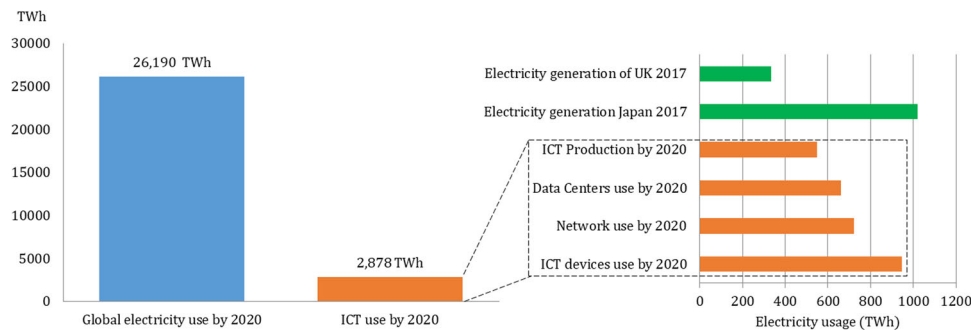 TWh
30000
25000
20000
15000
10000
5000
0
26,190 TWh
2,878 TWh
Global electricity use by 2020
ICT use by 2020
Electricity generation of UK 2017
Electricity generation Japan 2017
ICT Production by 2020
Data Centers use by 2020
Network use by 2020
ICT devices use by 2020
0 200 400 600 800 1000 1200
Electricity usage (TWh)